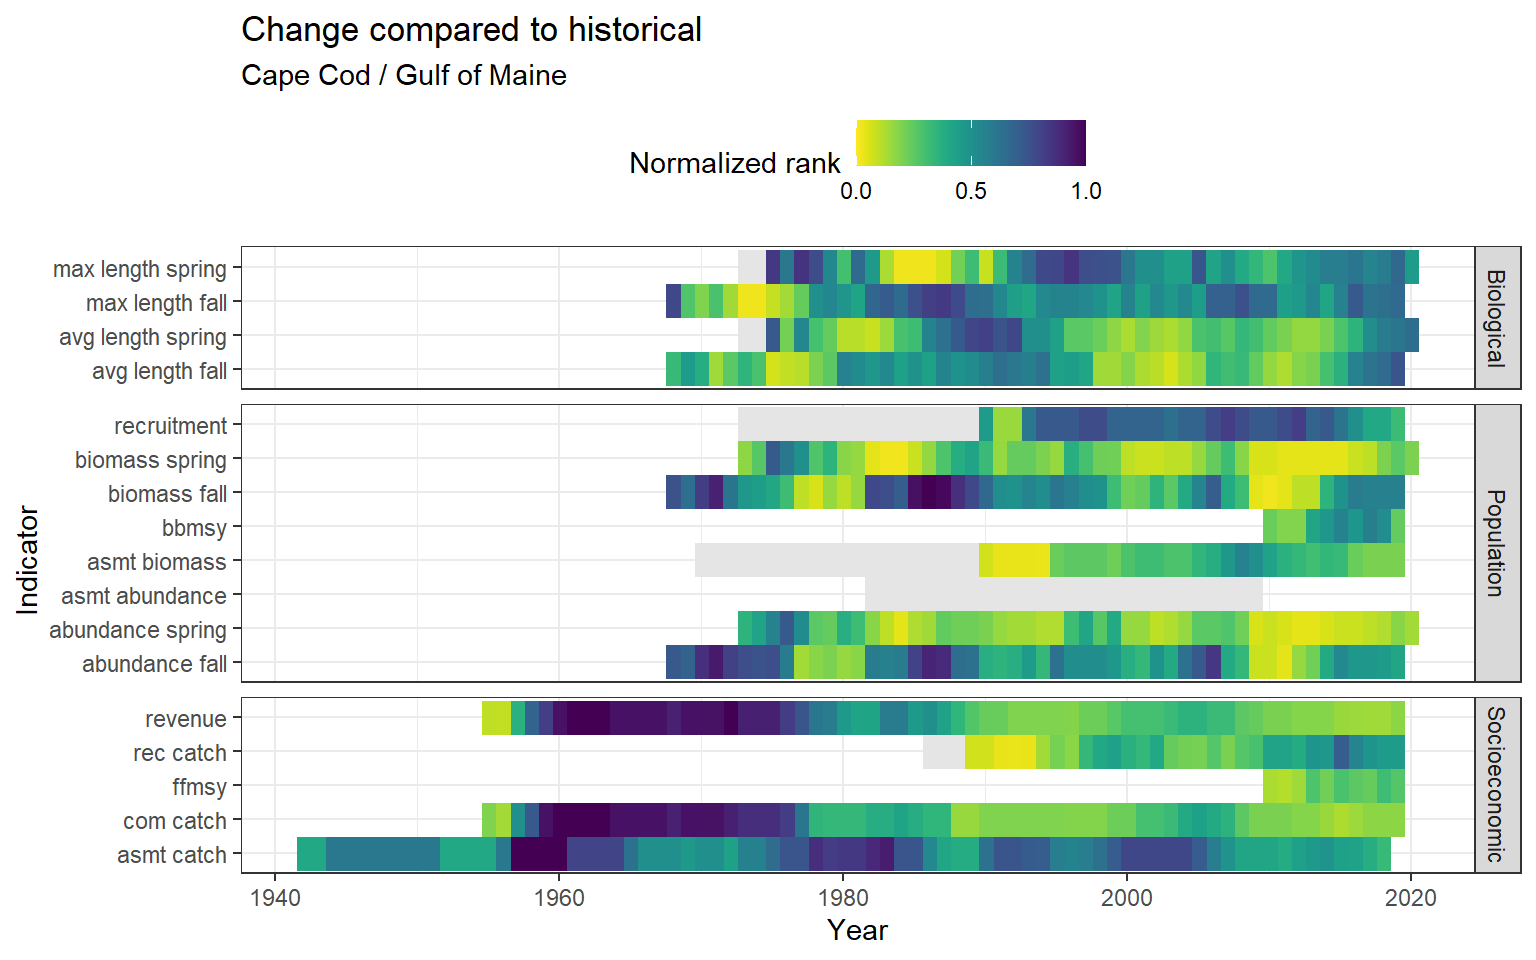 Change compared to historical
Cape Cod / Gulf of Maine
Normalized rank
0.0 0.5 1.0
max length spring
max length fall
avg length spring
avg length fall
Biological
recruitment
biomass spring
biomass fall
bbmsy
asmt biomass
asmt abundance
abundance spring
abundance fall
Population
revenue
rec catch
ffmsy
com catch
asmt catch
Socioeconomic
Indicator
1940 1960 1980 2000 2020
Year